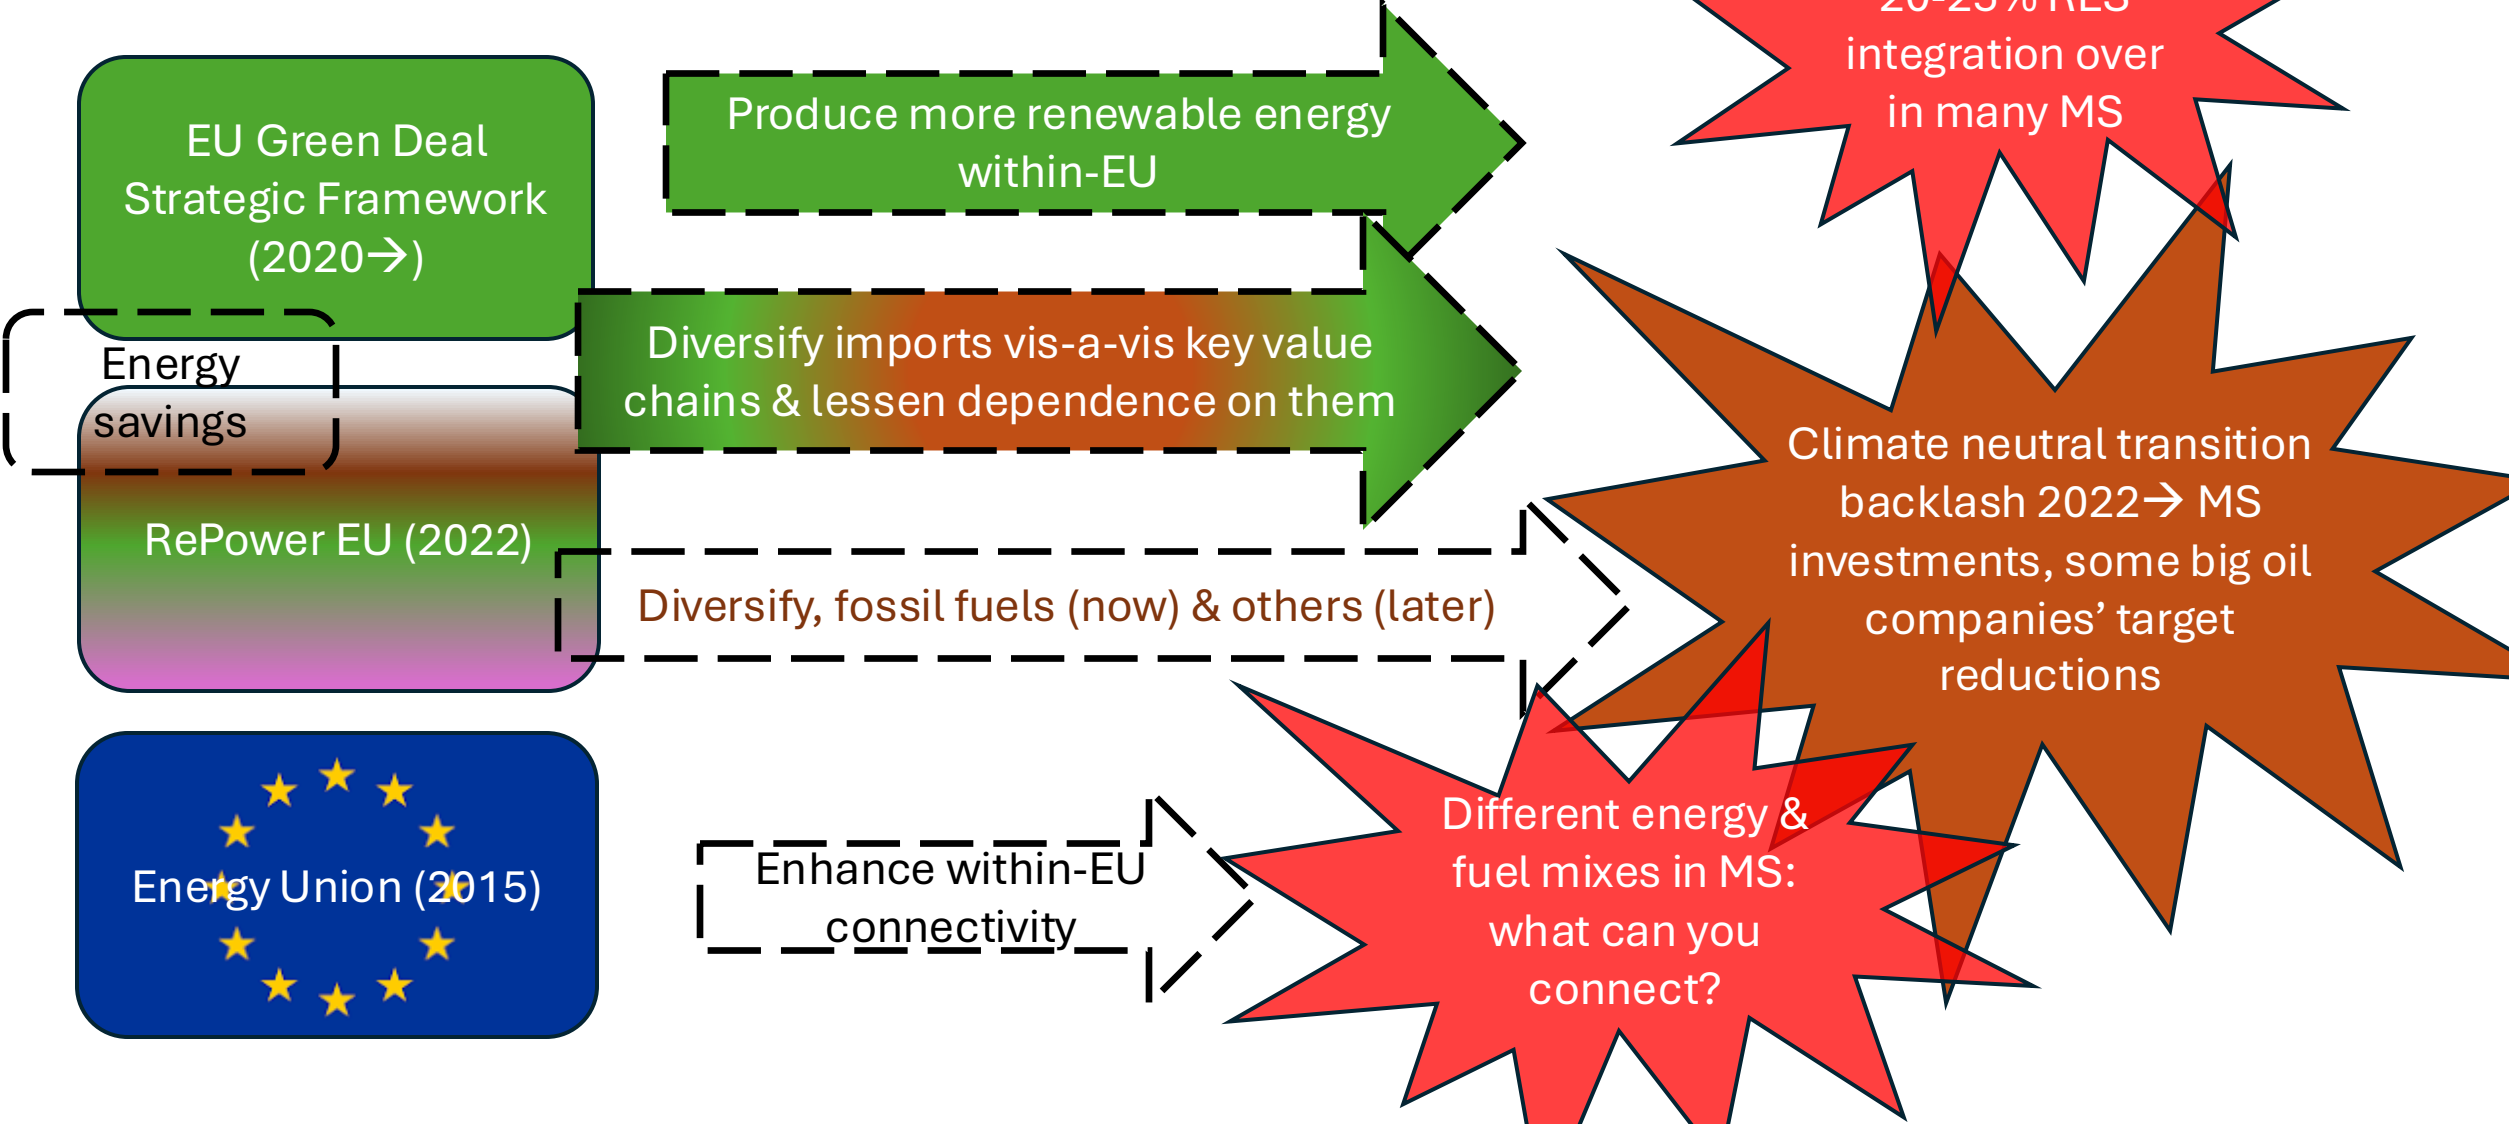 EU Green Deal
Strategic Framework
(2020→)
Energy
savings
RePower EU (2022)
Energy Union (2015)
Produce more renewable energy
within-EU
Diversify imports vis-a-vis key value
chains & lessen dependence on them
Diversify, fossil fuels (now) & others (later)
Enhance within-EU
connectivity
RES
integration over
in many MS
Climate neutral transition
backlash 2022→ MS
investments, some big oil
companies’ target
reductions
Different energy &
fuel mixes in MS:
what can you
connect?